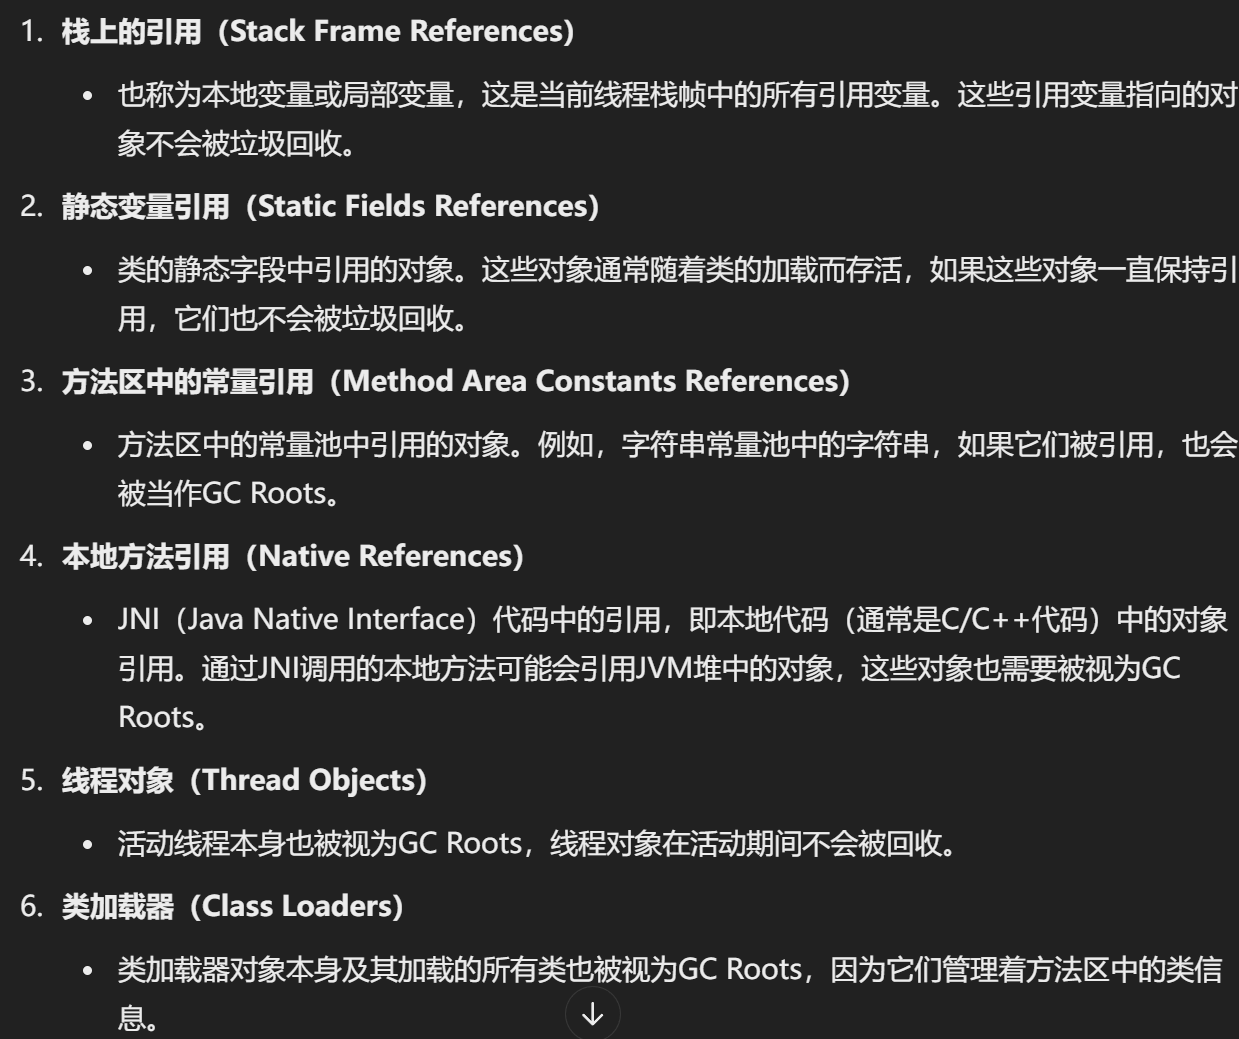 1. 栈上的引用（Stack Frame References）
• 也称为本地变量或局部变量，这是当前线程栈帧中的所有引用变量。这些引用变量指向的对
象不会被垃圾回收。
2. 静态变量引用（Static Fields References）
• 类的静态字段中引用的对象。这些对象通常随着类的加载而存活，如果这些对象一直保持引
用，它们也不会被垃圾回收。
3. 方法区中的常量引用（Method Area Constants References）
• 方法区中的常量池中引用的对象。例如，字符串常量池中的字符串，如果它们被引用，也会
被当作GC Roots。
4. 本地方法引用（Native References）
• JNI（Java Native Interface）代码中的引用，即本地代码（通常是C/C++代码）中的对象
引用。通过JNI调用的本地方法可能会引用JVM堆中的对象，这些对象也需要被视为GC
Roots。
5. 线程对象（Thread Objects）
• 活动线程本身也被视为GC Roots，线程对象在活动期间不会被回收。
6. 类加载器（Class Loaders）
• 类加载器对象本身及其加载的所有类也被视为GC Roots，因为它们管理着方法区中的类信
息。